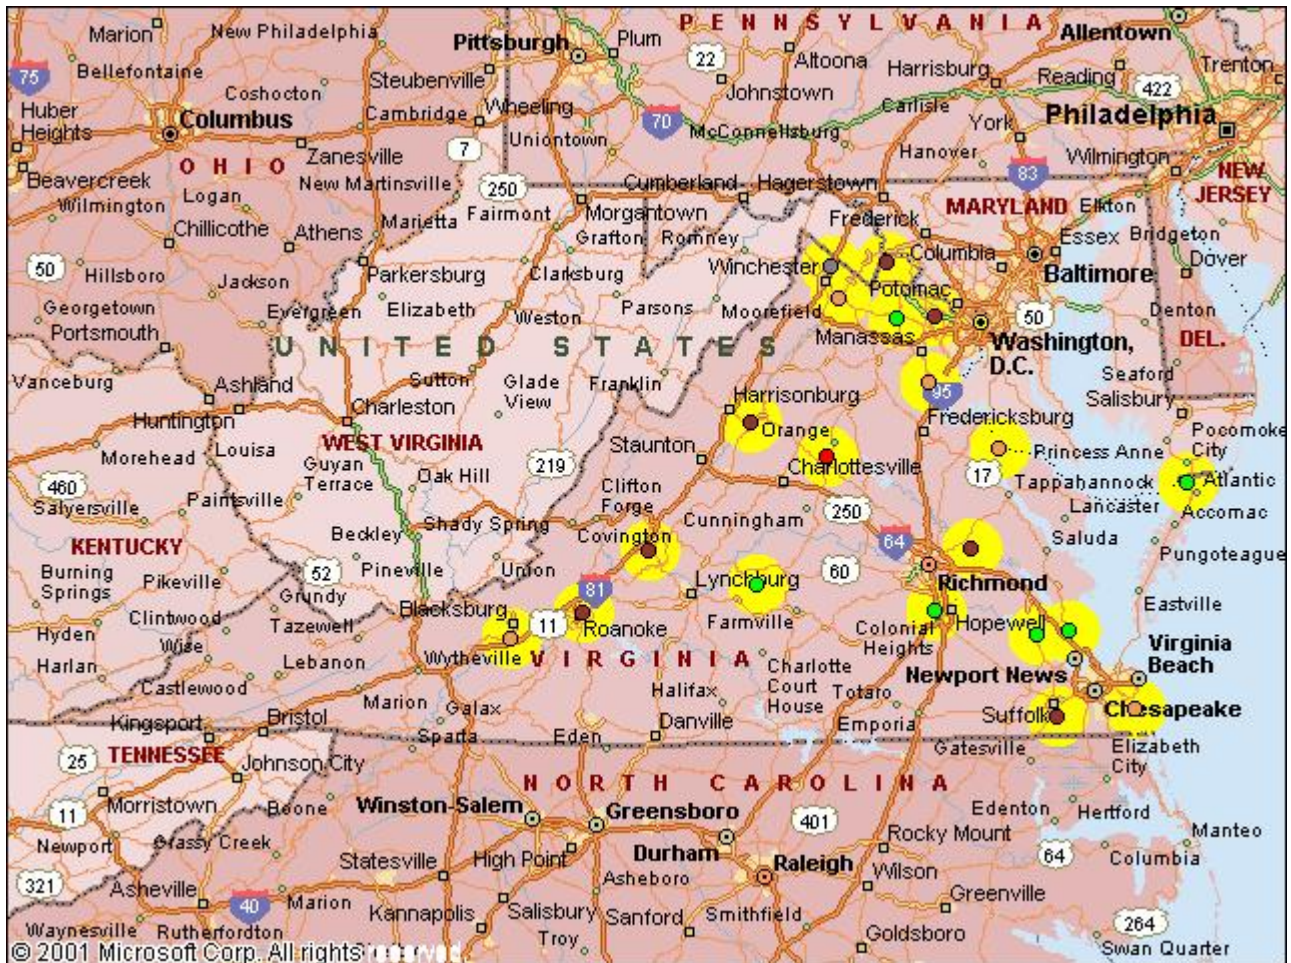 PENNSYLVANIA
Marion
New Philadelphia
Pittsburgh
Plum
Allentown
22
Altoona
75
Bellefontaine
Steubenville
Harrisburg
Reading
Trenton
Coshocton
Johnstown
422
Huber
Heights
Columbus
Cambridge
Wheeling
70
Carlisle
Philadelphia
Uniontown
McConnellsburg
York
OHIO
Zanesville
7
Hanover
Wilmington
Beavercreek
New Martinsville
250
Cumberland
Hagerstown
83
NEW
JERSEY
Wilmington
Logan
Marietta
Fairmont
Morgantown
Frederick
MARYLAND
Elkton
Chillicothe
Athens
Grafton
Romney
Columbia
Essex
Bridgeton
50
Hillsboro
Parkersburg
Clarksburg
Winchester
Baltimore
Dover
Jackson
Potomac
Georgetown
Evergreen
Elizabeth
Weston
Parsons
Moorefield
50
Denton
Portsmouth
UNITED STATES
Manassas
Washington,
D.C.
DEL.
Vanceburg
Ashland
Sutton
Glade
View
Franklin
Seaford
Harrisonburg
95
Salisbury
Huntington
Charleston
Fredericksburg
Louisa
WEST VIRGINIA
Staunton
Orange
Pocomoke
City
Morehead
Guyan
Terrace
Oak Hill
219
Charlottesville
Princess Anne
460
Paintsville
Clifton
Forge
17
Tappahannock
Atlantic
Salyersville
Shady Spring
Cunningham
250
Lancaster
Accomac
KENTUCKY
Beckley
Covington
64
Saluda
Pungoteague
Burning
Springs
Pikeville
52
Pineville
Union
Lynchburg
60
Richmond
Grundy
81
Clintwood
Blacksburg
11
Roanoke
Farmville
Colonial
Heights
Hopewell
Eastville
Hyden
Wise
Tazewell
Harlan
Lebanon
Wytheville
VIRGINIA
Charlotte
Court
House
Newport News
Virginia
Beach
Castlewood
Marion
Galax
Halifax
Totaro
Suffolk
Chesapeake
Kingsport
Bristol
Danville
Emporia
Sparta
Eden
Gatesville
Elizabeth
City
TENNESSEE
25
Johnson City
NORTH CAROLINA
Morristown
Boone
Winston-Salem
Greensboro
401
Edenton
Hertford
11
Rocky Mount
Manteo
Newport
Grassy Creek
Durham
64
Columbia
Statesville
High Point
Raleigh
Wilson
321
Asheville
Asheboro
40
Marion
Greenville
Kannapolis
Salisbury
Sanford
Smithfield
264
Waynesville
Rutherfordton
Troy
Goldsboro
Swan Quarter
© 2001 Microsoft Corp. All rights reserved.